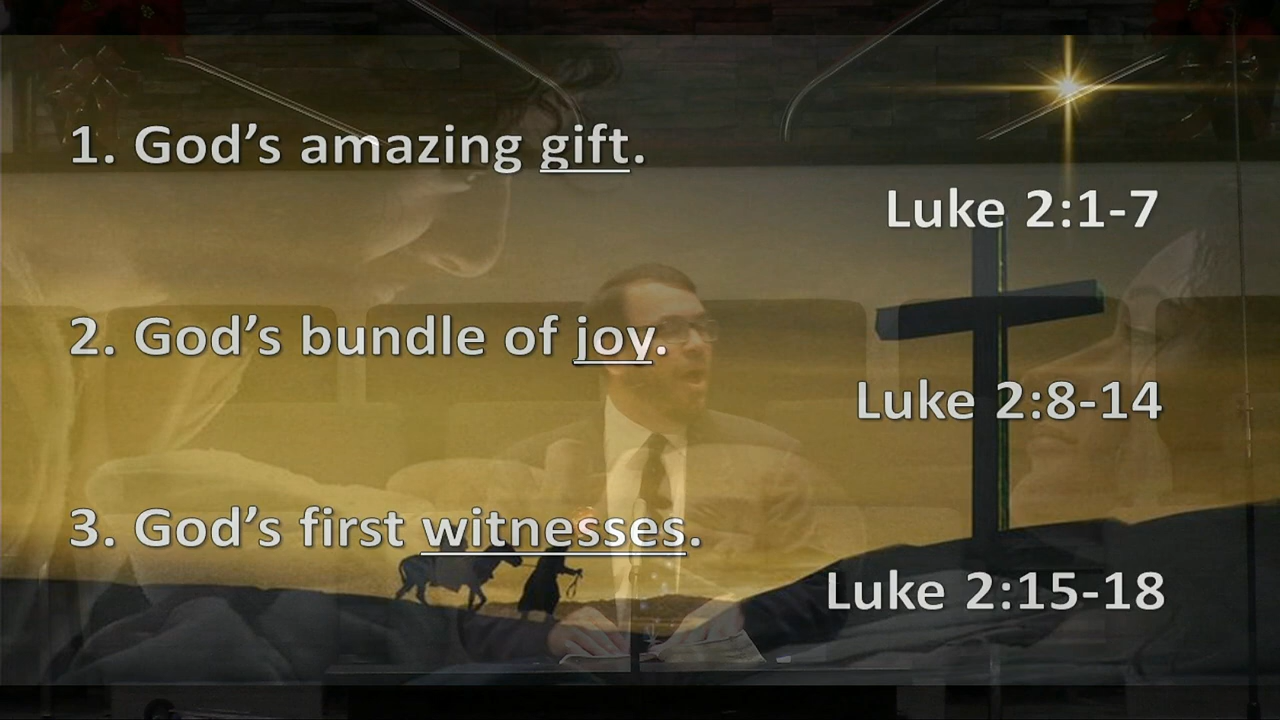 1. God's amazing gift.
Luke 2:1-7
2. God's bundle of joy.
Luke 2:8-14
3. God's first witnesses.
Luke 2:15-18